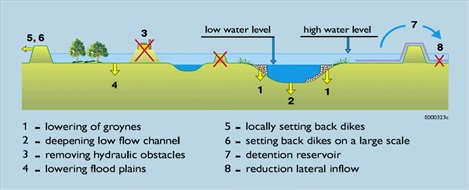 5, 6
3
low water level
high water level
7
8
4
1
2
1
E000323c
1 - lowering of groynes
2 - deepening low flow channel
3 - removing hydraulic obstacles
4 - lowering flood plains
5 - locally setting back dikes
6 - setting back dikes on a large scale
7 - detention reservoir
8 - reduction lateral inflow